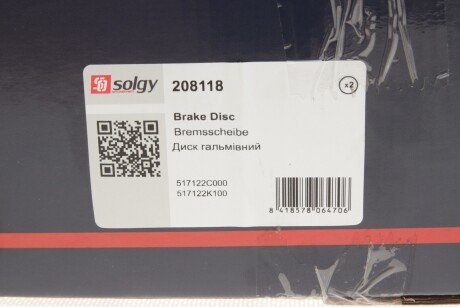 solgy
208118
x2
Brake Disc
Bremsscheibe
Диск гальмівний
517122C000
517122K100
8 418578 064706